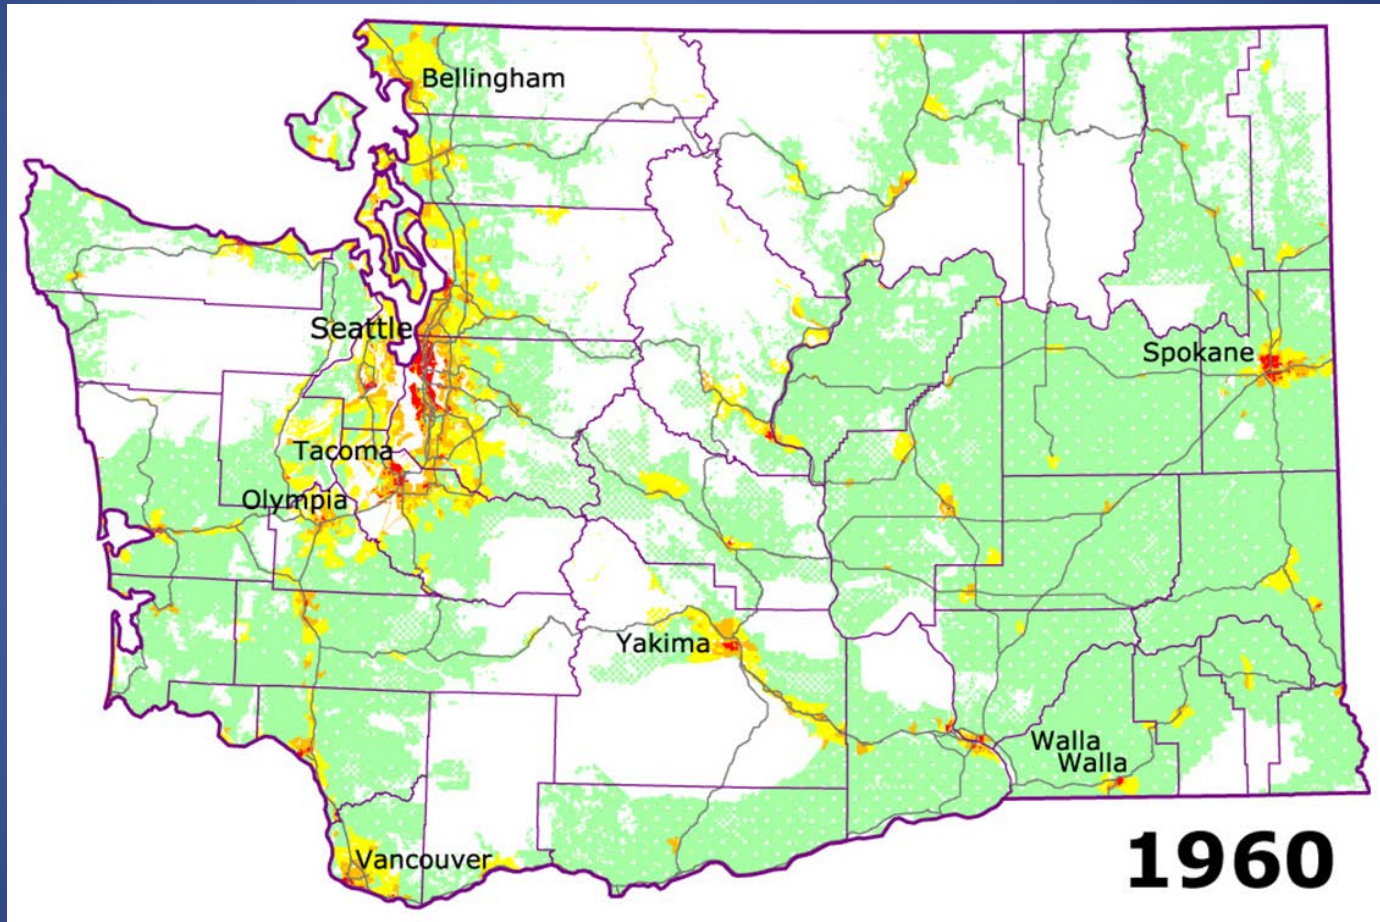 Bellingham
Seattle
Spokane
Tacoma
Olympia
Yakima
Walla
Walla
Vancouver
1960